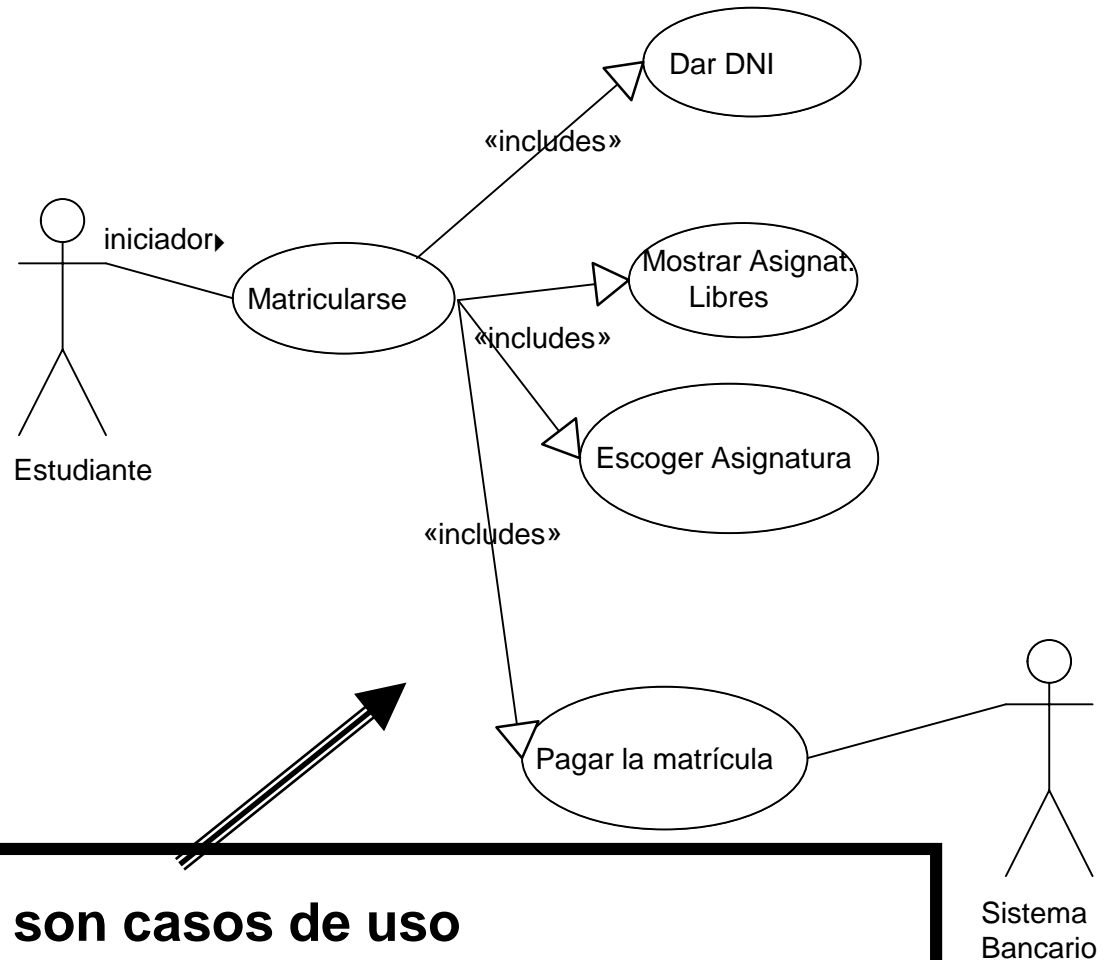 Dar DNI
«includes»
iniciador
Mostrar Asignat.
Libres
Matricularse
«includes»
Escoger Asignatura
Estudiante
«includes»
Pagar la matrícula
son casos de uso
Sistema
Bancario